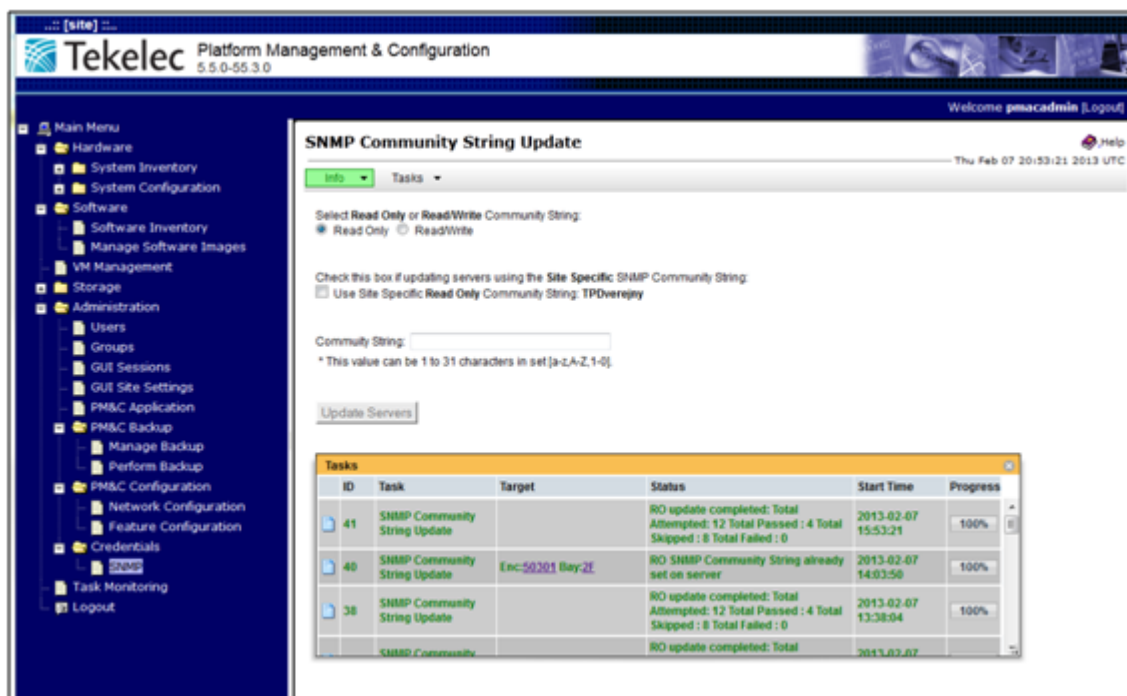 ..:: [site] ::..
Tekelec Platform Management & Configuration
5.5.0-55.3.0
Welcome pmacadmin [Logout]
Main Menu
Hardware
System Inventory
System Configuration
Software
Software Inventory
Manage Software Images
VM Management
Storage
Administration
Users
Groups
GUI Sessions
GUI Site Settings
PM&C Application
PM&C Backup
Manage Backup
Perform Backup
PM&C Configuration
Network Configuration
Feature Configuration
Credentials
SNMP
Task Monitoring
Logout
SNMP Community String Update
Help
Thu Feb 07 20:53:21 2013 UTC
Info Tasks
Select Read Only or Read/Write Community String:
Read Only Read/Write
Check this box if updating servers using the Site Specific SNMP Community String:
Use Site Specific Read Only Community String: TPDverejny
Commuity String:
* This value can be 1 to 31 characters in set [a-z,A-Z,1-0].
Update Servers
Tasks
ID Task Target Status Start Time Progress
41 SNMP Community String Update RO update completed: Total Attempted: 12 Total Passed : 4 Total Skipped : 8 Total Failed : 0 2013-02-07 15:53:21 100%
40 SNMP Community String Update Enc:50301 Bay:2F RO SNMP Community String already set on server 2013-02-07 14:03:50 100%
38 SNMP Community String Update RO update completed: Total Attempted: 12 Total Passed : 4 Total Skipped : 8 Total Failed : 0 2013-02-07 13:38:04 100%
SNMP Community RO update completed: Total 2013-02-07